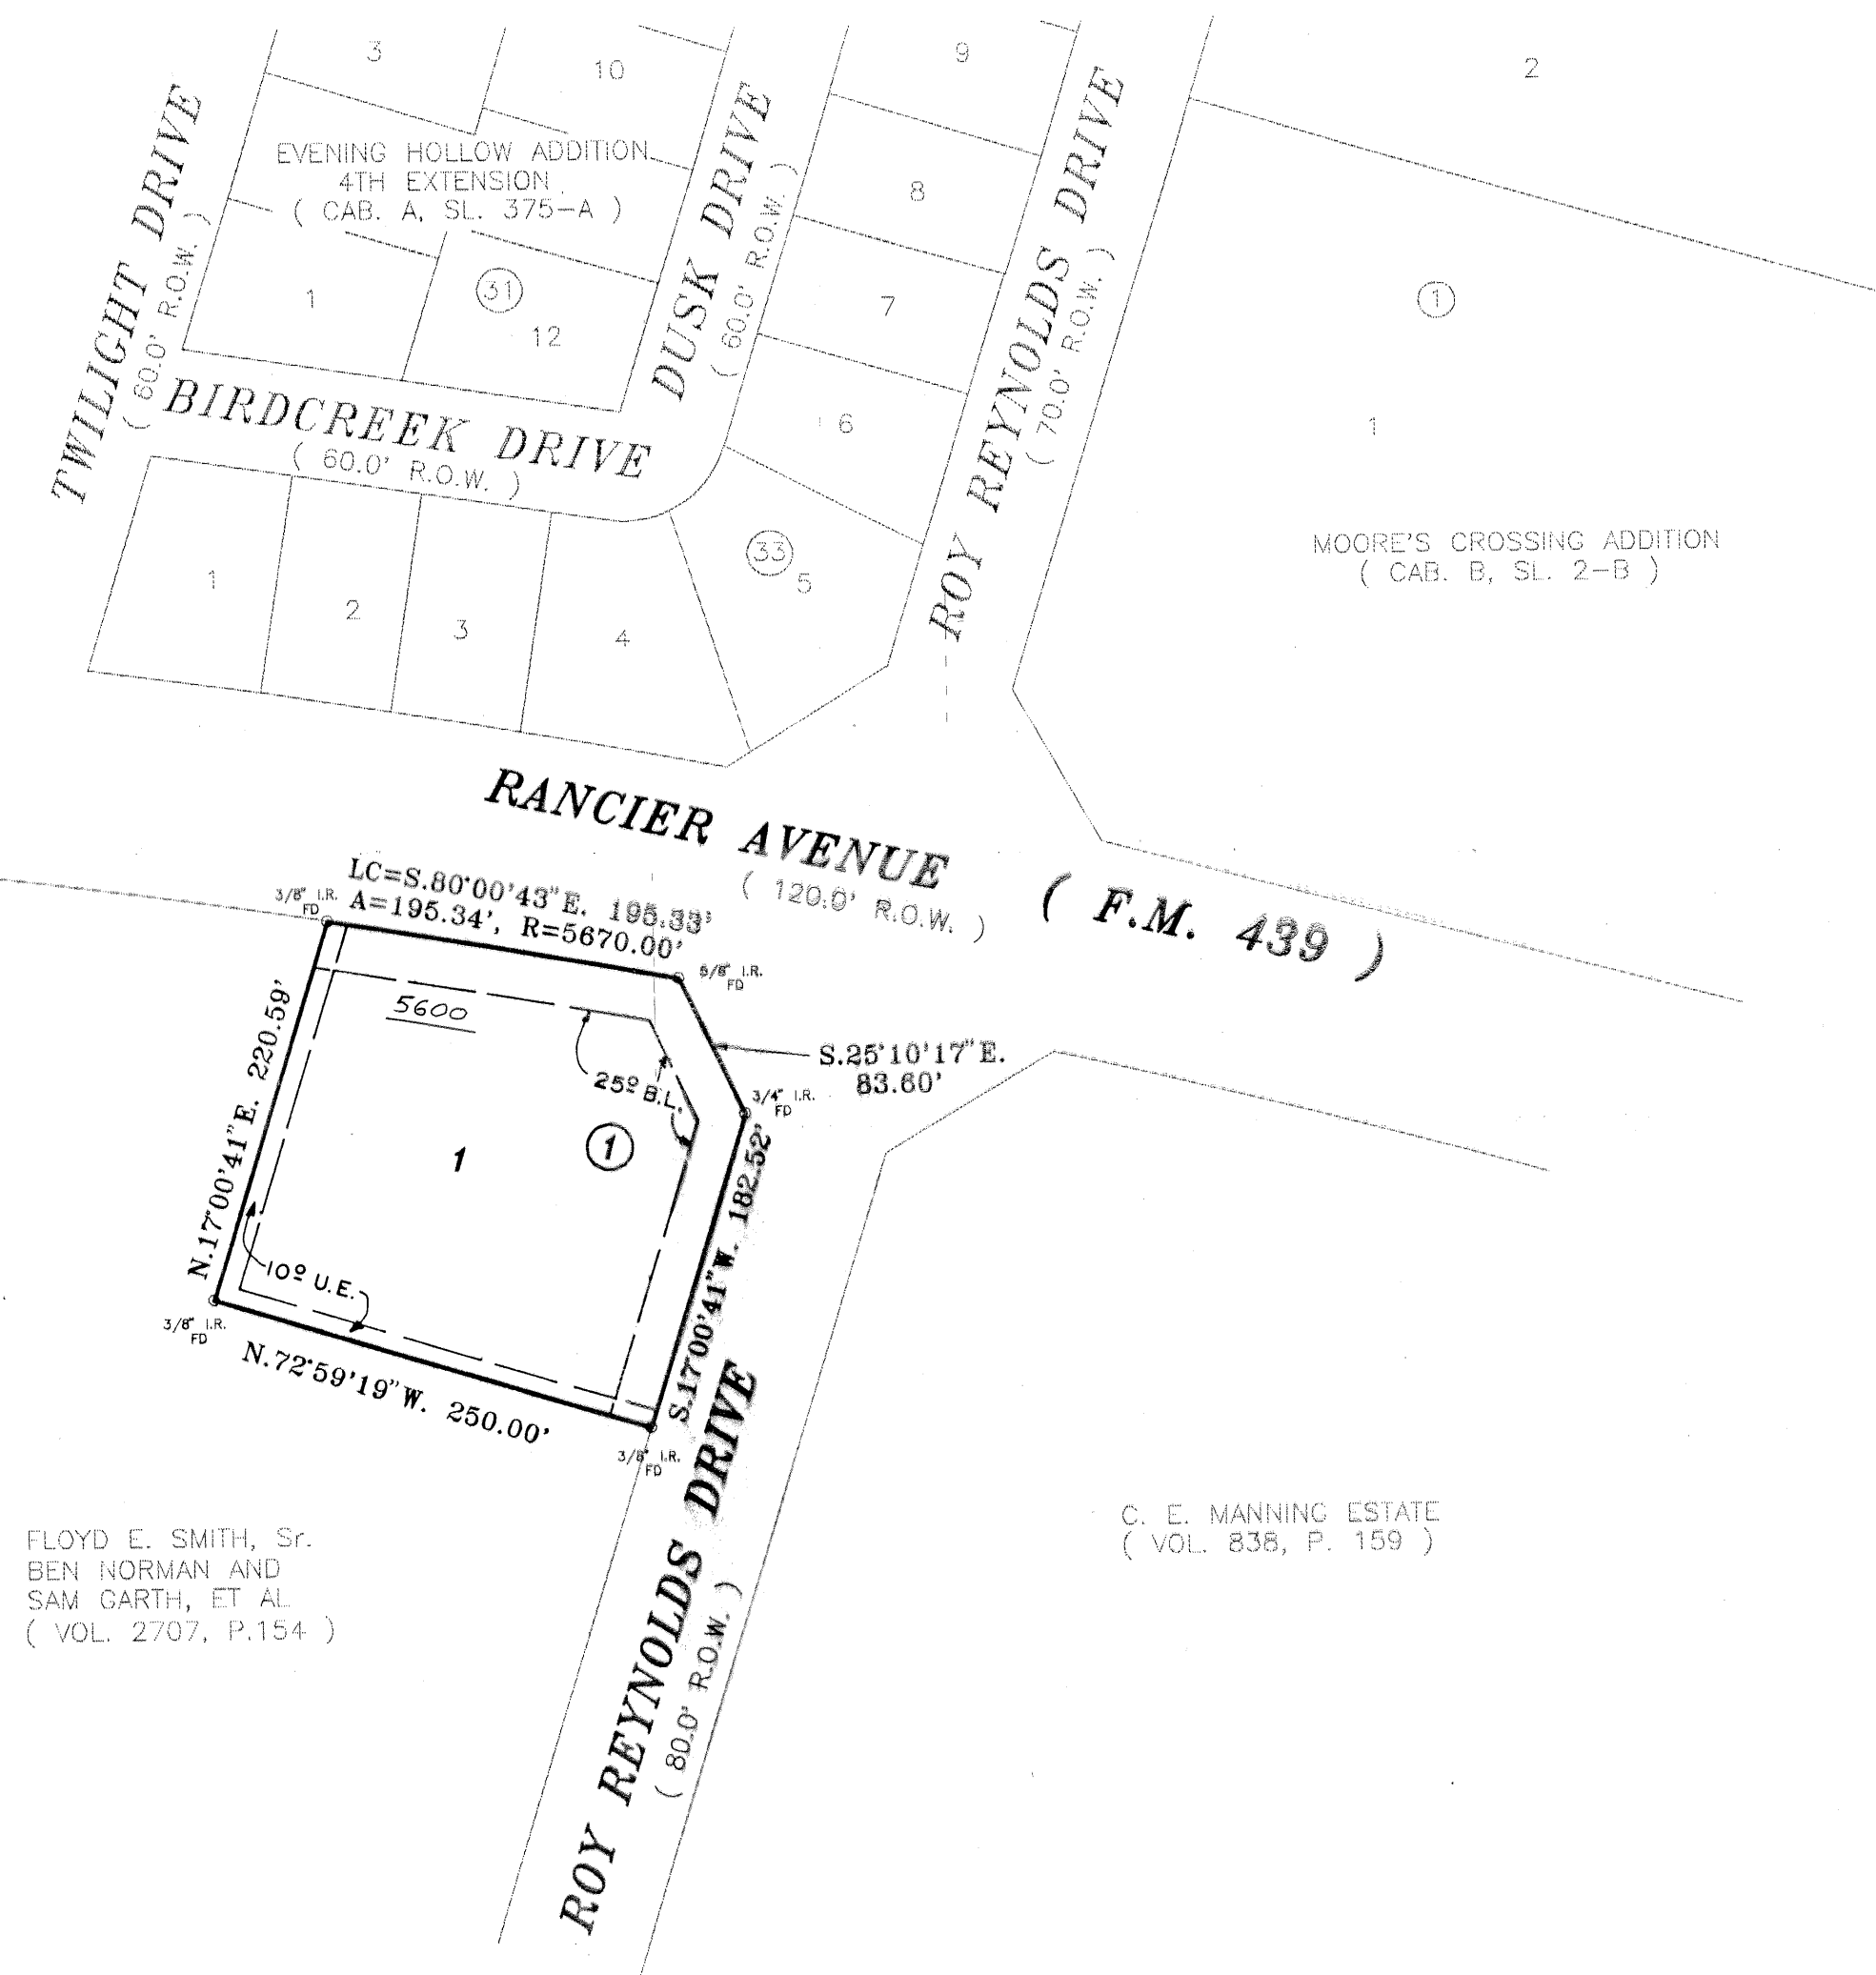 3
10
9
2
EVENING HOLLOW ADDITION
4TH EXTENSION
( CAB. A, SL. 375-A )
TWILIGHT DRIVE
( 60.0' R.O.W. )
DUSK DRIVE
( 60.0' R.O.W. )
ROY REYNOLDS DRIVE
( 70.0' R.O.W. )
8
1
31
12
7
1
6
1
BIRDCREEK DRIVE
( 60.0' R.O.W. )
MOORE'S CROSSING ADDITION
( CAB. B, SL. 2-B )
33
5
1
2
3
4
RANCIER AVENUE
( 120.0' R.O.W. )
( F.M. 439 )
LC=S.80°00'43"E. 195.33'
A=195.34', R=5670.00'
3/8" I.R.
FD
5/8" I.R.
FD
5600
S.25°10'17"E.
83.60'
25º B.L.
3/4" I.R.
FD
N.17°00'41"E. 220.59'
1
1
S.17°00'41"W. 182.52'
10º U.E.
3/8" I.R.
FD
N.72°59'19"W. 250.00'
3/8" I.R.
FD
ROY REYNOLDS DRIVE
( 80.0' R.O.W. )
FLOYD E. SMITH, Sr.
BEN NORMAN AND
SAM GARTH, ET AL
( VOL. 2707, P.154 )
C. E. MANNING ESTATE
( VOL. 838, P. 159 )